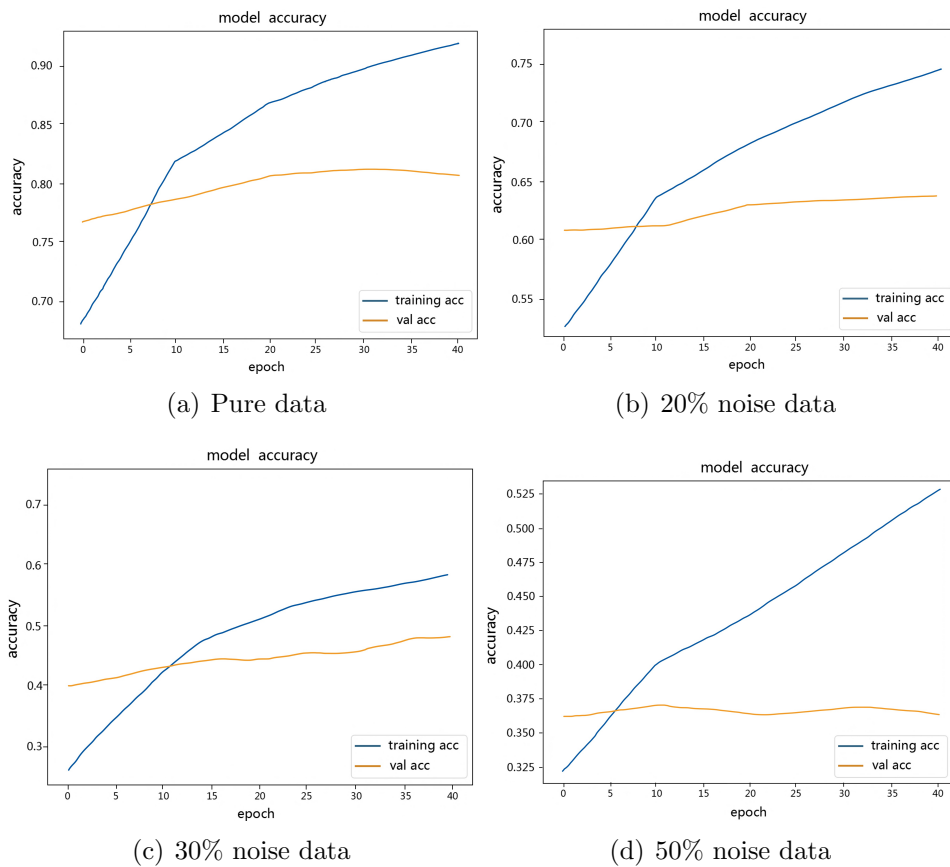 model accuracy
0.90
0.85
0.80
0.75
0.70
accuracy
training acc
val acc
0 5 10 15 20 25 30 35 40
epoch
(a) Pure data
model accuracy
0.75
0.70
0.65
0.60
0.55
accuracy
training acc
val acc
0 5 10 15 20 25 30 35 40
epoch
(b) 20% noise data
model accuracy
0.7
0.6
0.5
0.4
0.3
accuracy
training acc
val acc
0 5 10 15 20 25 30 35 40
epoch
(c) 30% noise data
model accuracy
0.525
0.500
0.475
0.450
0.425
0.400
0.375
0.350
0.325
accuracy
training acc
val acc
0 5 10 15 20 25 30 35 40
epoch
(d) 50% noise data